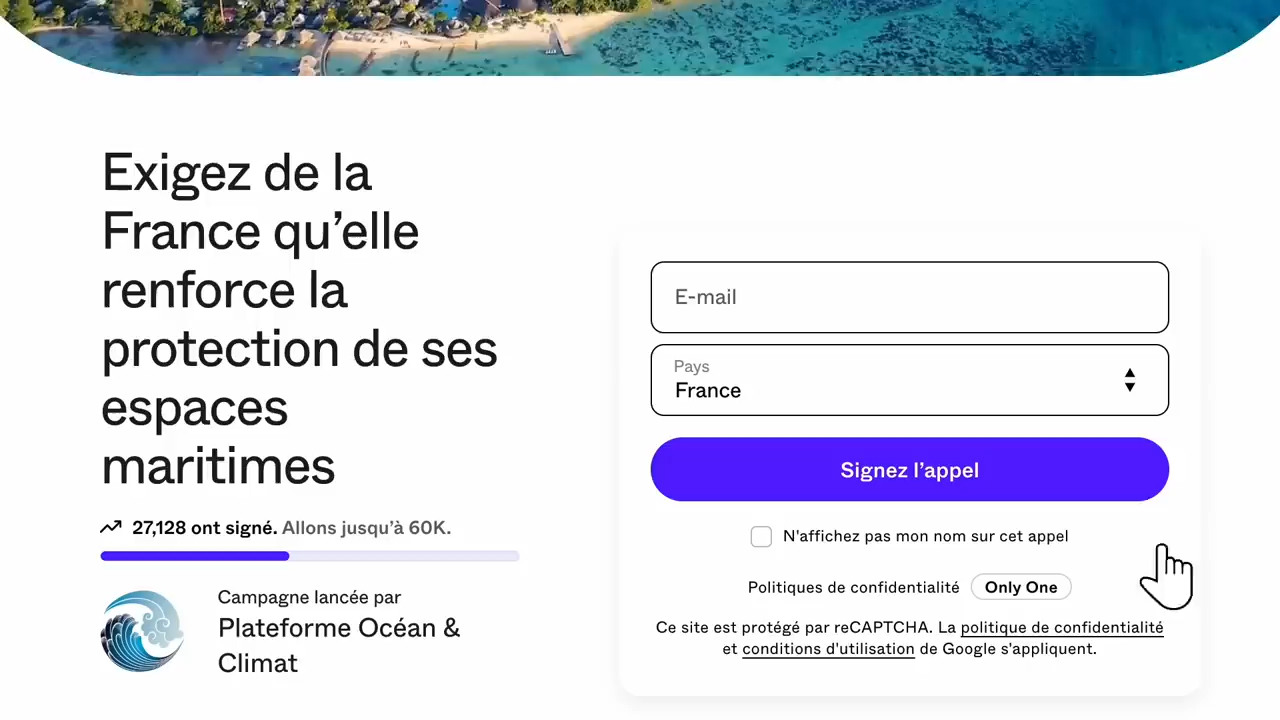 Exigez de la
France qu’elle
renforce la
protection de ses
espaces
maritimes
27,128 ont signé. Allons jusqu’à 60K.
Campagne lancée par
Plateforme Océan &
Climat
E-mail
Pays
France
Signez l’appel
N'affichez pas mon nom sur cet appel
Politiques de confidentialité Only One
Ce site est protégé par reCAPTCHA. La politique de confidentialité
et conditions d'utilisation de Google s'appliquent.